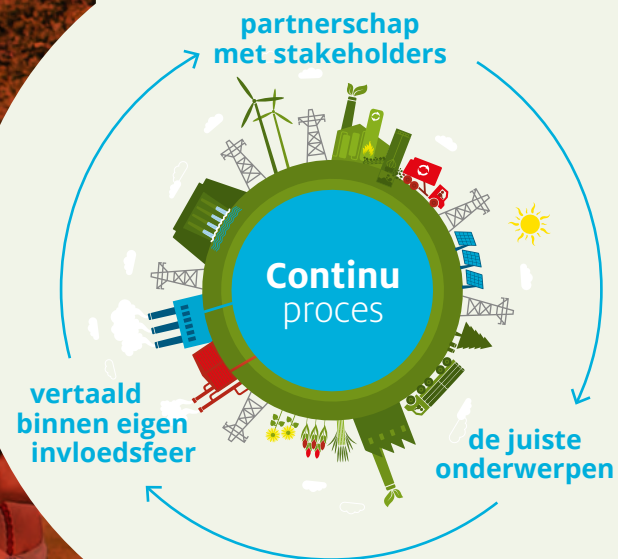 partnerschap
met stakeholders
Continu
proces
de juiste
onderwerpen
vertaald
binnen eigen
invloedsfeer